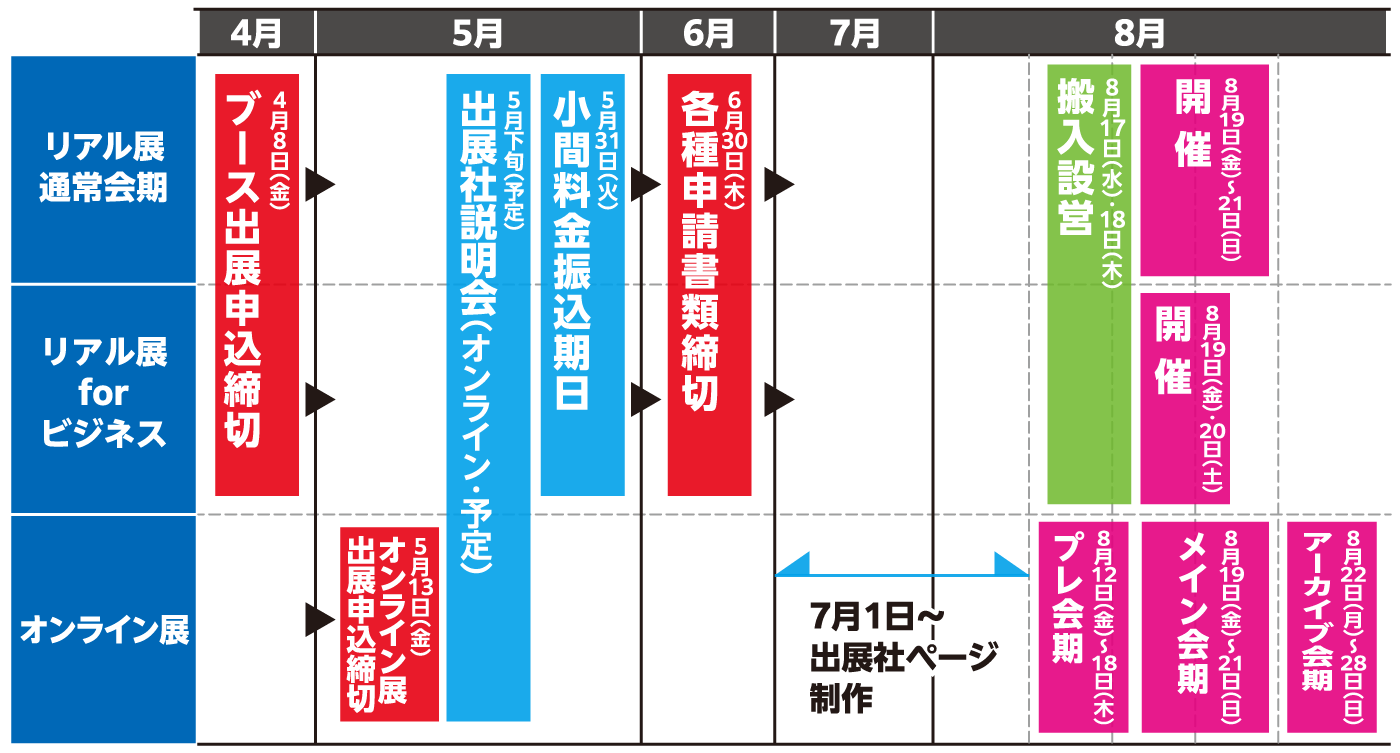 4月
5月
6月
7月
8月
リアル展
通常会期
リアル展
for
ビジネス
オンライン展
4月8日(金)
ブース出展申込締切
5月下旬(予定)
出展社説明会(オンライン・予定)
5月31日(火)
小間料金振込期日
6月30日(木)
各種申請書類締切
8月17日(水)・18日(木)
搬入設営
8月19日(金)~21日(日)
開催
8月19日(金)・20日(土)
開催
5月13日(金)
オンライン展
出展申込締切
7月1日~
出展社ページ
制作
8月12日(金)~18日(木)
プレ会期
8月19日(金)~21日(日)
メイン会期
8月22日(月)~28日(日)
アーカイブ会期